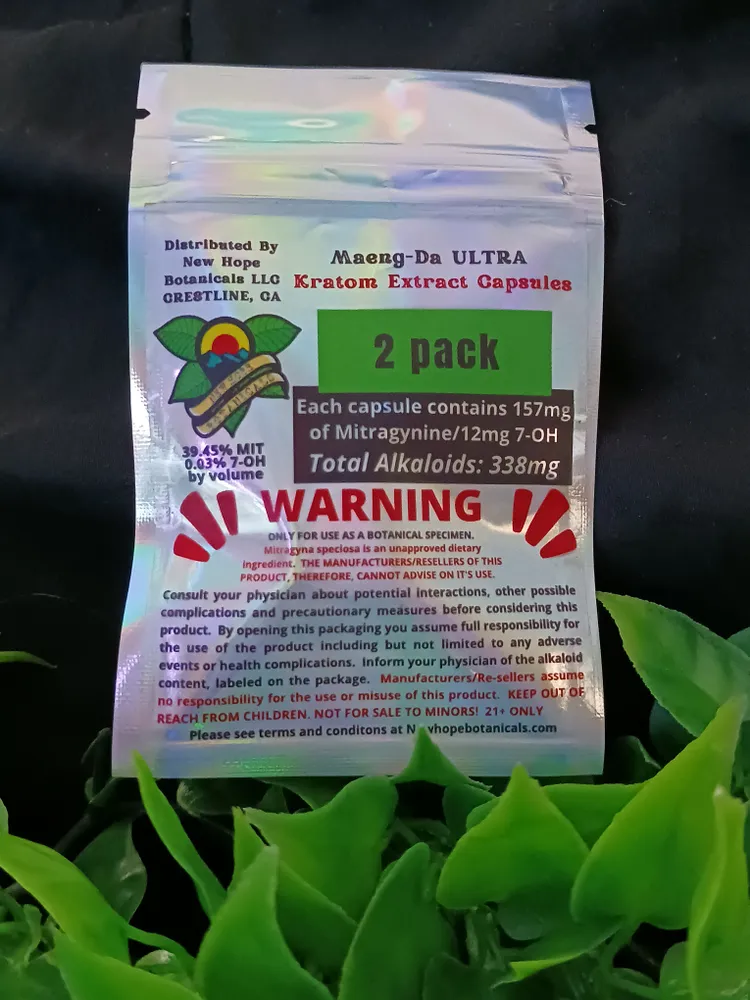 Distributed By
New Hope
Botanicals LLC
CRESTLINE, CA
Maeng-Da ULTRA
Kratom Extract Capsules
2 pack
Each capsule contains 157mg
of Mitragynine/12mg 7-OH
Total Alkaloids: 338mg
39.45% MIT
0.03% 7-OH
by volume
WARNING
ONLY FOR USE AS A BOTANICAL SPECIMEN.
Mitragyna speciosa is an unapproved dietary
ingredient. THE MANUFACTURERS/RESELLERS OF THIS
PRODUCT, THEREFORE, CANNOT ADVISE ON IT'S USE.
Consult your physician about potential interactions, other possible
complications and precautionary measures before considering this
product. By opening this packaging you assume full responsibility for
the use of the product including but not limited to any adverse
events or health complications. Inform your physician of the alkaloid
content, labeled on the package. Manufacturers/Re-sellers assume
no responsibility for the use or misuse of this product. KEEP OUT OF
REACH FROM CHILDREN. NOT FOR SALE TO MINORS! 21+ ONLY
Please see terms and conditons at